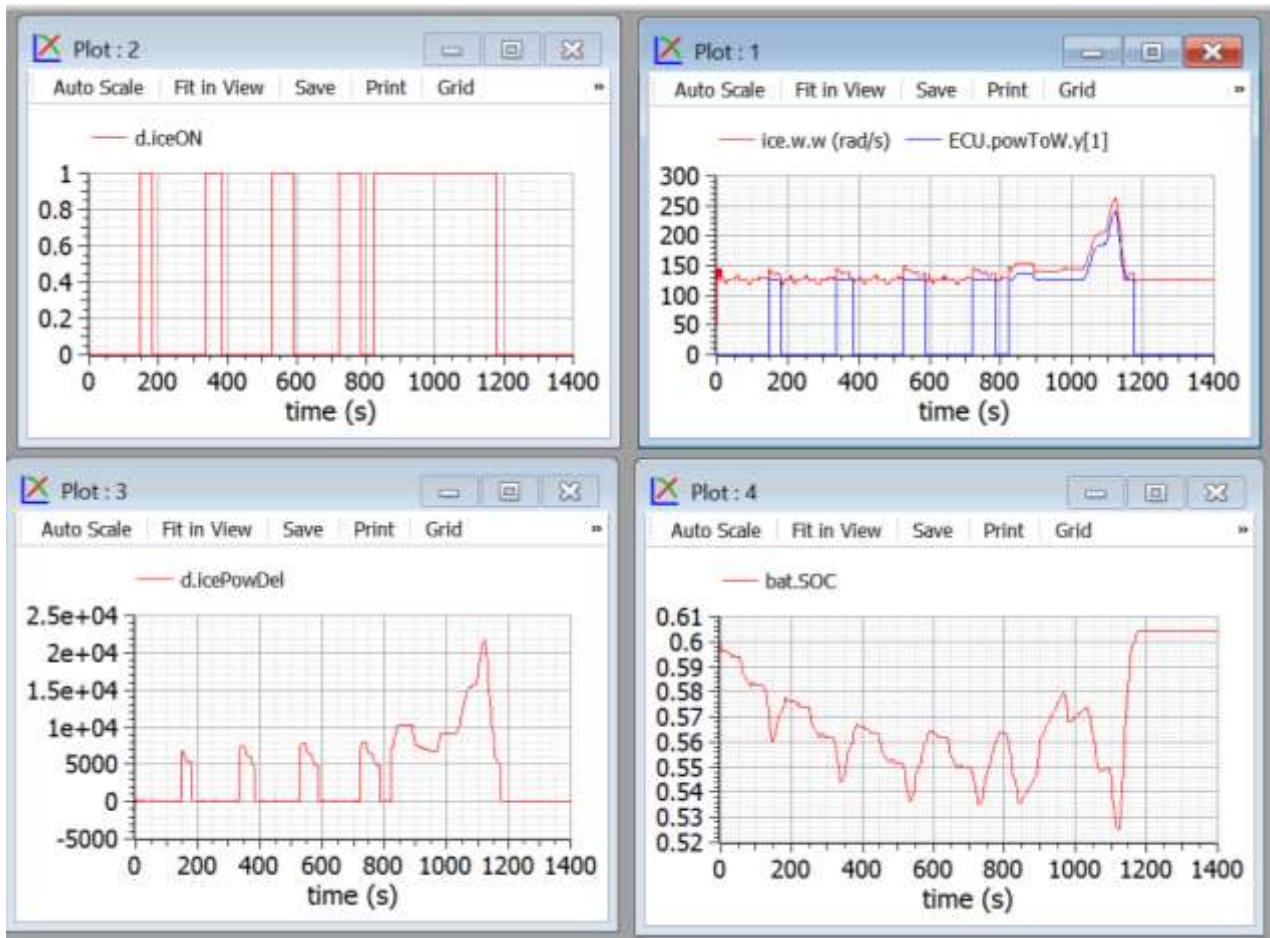 Plot : 2
Auto Scale Fit in View Save Print Grid »
d.iceON
1
0.8
0.6
0.4
0.2
0
0 200 400 600 800 1000 1200 1400
time (s)
Plot : 1
Auto Scale Fit in View Save Print Grid »
ice.w.w (rad/s) ECU.powToW.y[1]
300
250
200
150
100
50
0
0 200 400 600 800 1000 1200 1400
time (s)
Plot : 3
Auto Scale Fit in View Save Print Grid »
d.icePowDel
2.5e+04
2e+04
1.5e+04
1e+04
5000
0
-5000
0 200 400 600 800 1000 1200 1400
time (s)
Plot : 4
Auto Scale Fit in View Save Print Grid »
bat.SOC
0.61
0.6
0.59
0.58
0.57
0.56
0.55
0.54
0.53
0.52
0 200 400 600 800 1000 1200 1400
time (s)